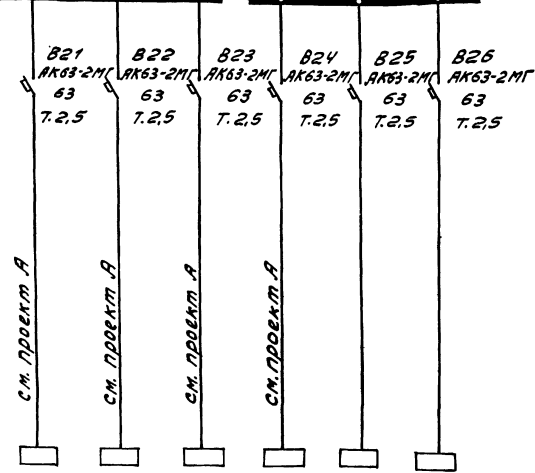 В21
АК63-2МГ
63
Т.2,5
В22
АК63-2МГ
63
Т.2,5
В23
АК63-2МГ
63
Т.2,5
В24
АК63-2МГ
63
Т.2,5
В25
АК63-2МГ
63
Т.2,5
В26
АК63-2МГ
63
Т.2,5
см. проект А
см. проект А
см. проект А
см. проект А